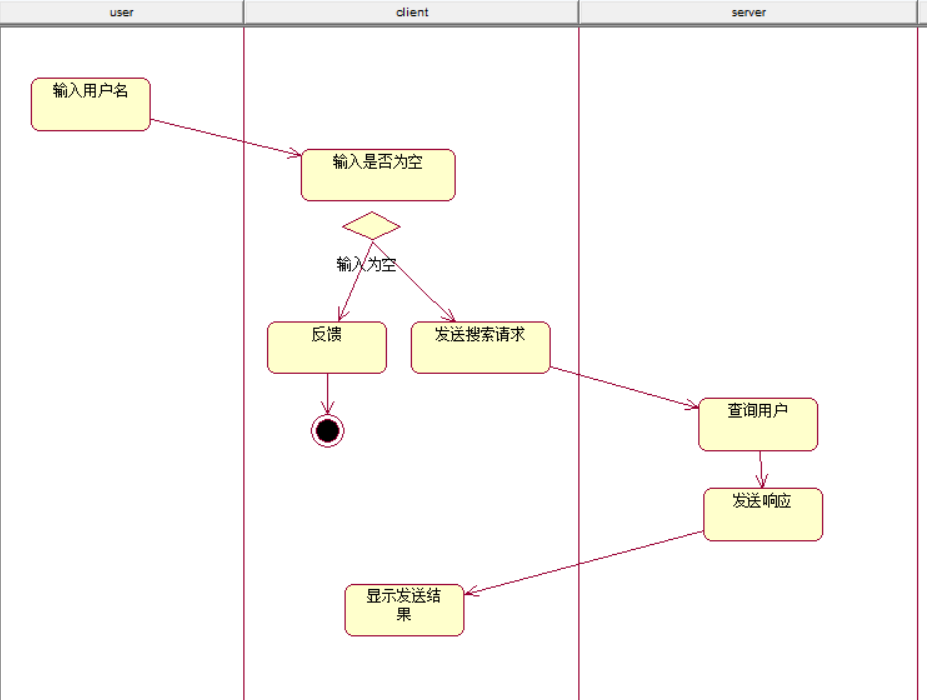 user
client
server
输入用户名
输入是否为空
输入为空
反馈
发送搜索请求
查询用户
发送响应
显示发送结
果